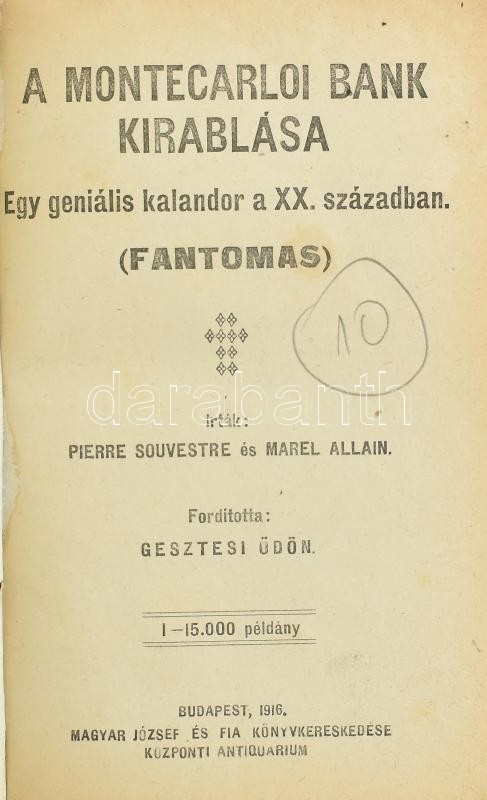 A MONTECARLOI BANK
KIRABLÁSA
Egy geniális kalandor a XX. században.
(FANTOMAS)
10
darabanth
Irták:
PIERRE SOUVESTRE és MAREL ALLAIN.
Forditotta:
GESZTESI ÖDÖN.
1—15.000 példány
BUDAPEST, 1916.
MAGYAR JÓZSEF ÉS FIA KÖNYVKERESKEDÉSE
KÖZPONTI ANTIQUARIUM